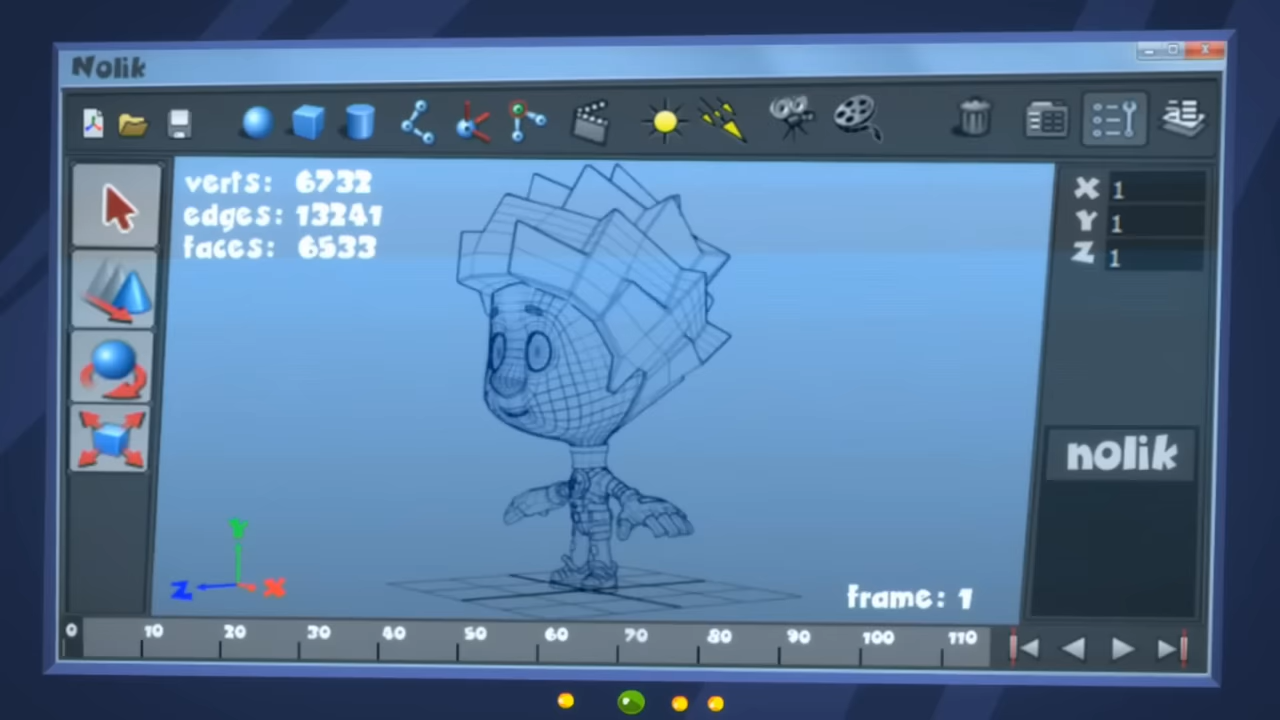 Nolik
verts: 6732
edges: 13241
faces: 6533
X 1
Y 1
Z 1
nolik
Y
Z X
frame: 1
0 10 20 30 40 50 60 70 80 90 100 110